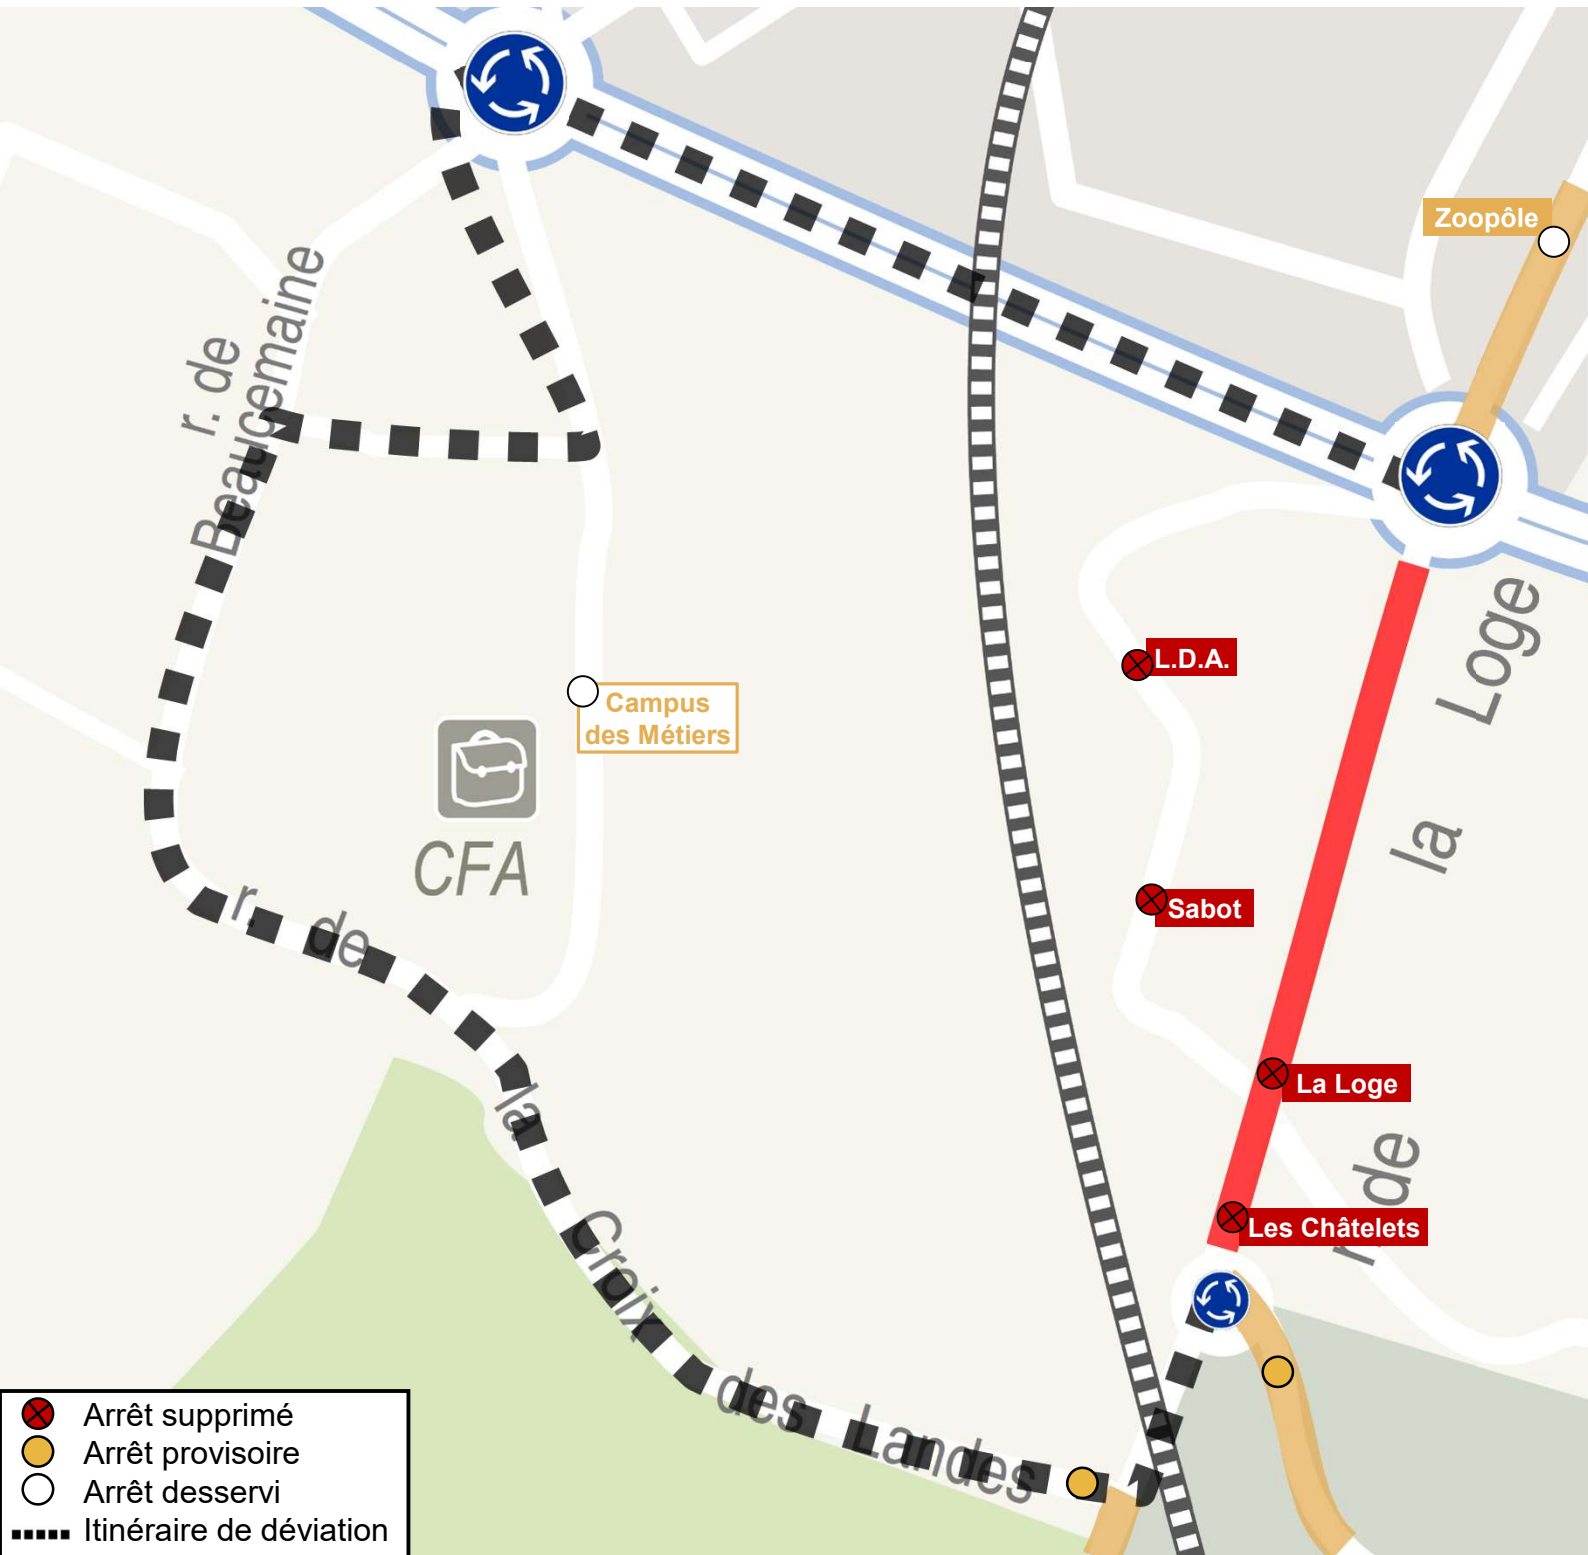 Zoopôle
r. de
Beaucemaine
L.D.A.
Loge
Campus
des Métiers
la
CFA
Sabot
r. de
la
La Loge
r. de
Les Châtelets
Croix
des Landes
Arrêt supprimé
Arrêt provisoire
Arrêt desservi
Itinéraire de déviation